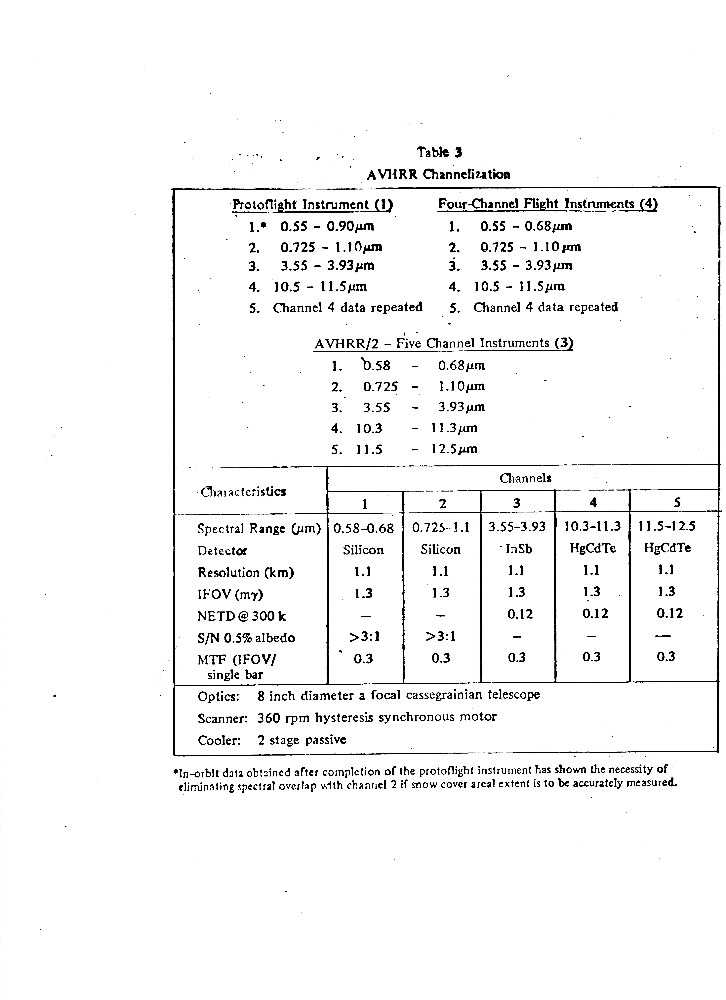 Table 3
AVHRR Channelization
Protoflight Instrument (1) Four-Channel Flight Instruments (4)
1.* 0.55 – 0.90μm 1. 0.55 – 0.68μm
2. 0.725 – 1.10μm 2. 0.725 – 1.10μm
3. 3.55 – 3.93μm 3. 3.55 – 3.93μm
4. 10.5 – 11.5μm 4. 10.5 – 11.5μm
5. Channel 4 data repeated 5. Channel 4 data repeated
AVHRR/2 – Five Channel Instruments (3)
1. 0.58 – 0.68μm
2. 0.725 – 1.10μm
3. 3.55 – 3.93μm
4. 10.3 – 11.3μm
5. 11.5 – 12.5μm
Channels
Characteristics
1 2 3 4 5
Spectral Range (μm) 0.58–0.68 0.725-1.1 3.55–3.93 10.3–11.3 11.5–12.5
Detector Silicon Silicon InSb HgCdTe HgCdTe
Resolution (km) 1.1 1.1 1.1 1.1 1.1
IFOV (mγ) 1.3 1.3 1.3 1.3 1.3
NETD @ 300 k – – 0.12 0.12 0.12
S/N 0.5% albedo >3:1 >3:1 – – —
MTF (IFOV/ 0.3 0.3 0.3 0.3 0.3
single bar
Optics: 8 inch diameter a focal cassegrainian telescope
Scanner: 360 rpm hysteresis synchronous motor
Cooler: 2 stage passive
*In-orbit data obtained after completion of the protoflight instrument has shown the necessity of
eliminating spectral overlap with channel 2 if snow cover areal extent is to be accurately measured.